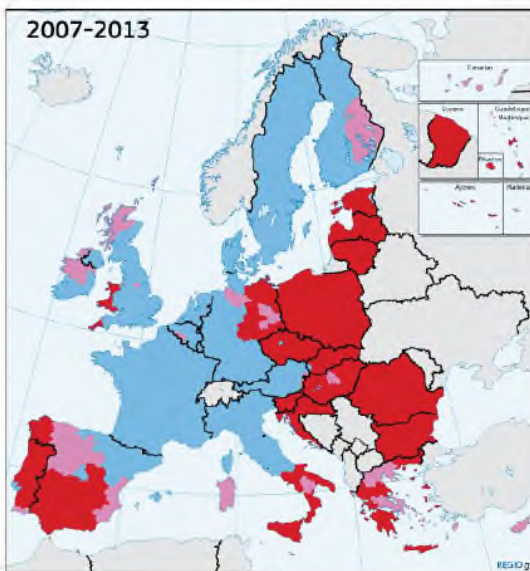 2007-2013
Canarias
Guyane
Guadeloupe
Martinique
Réunion
Açores
Madeira
REGIO